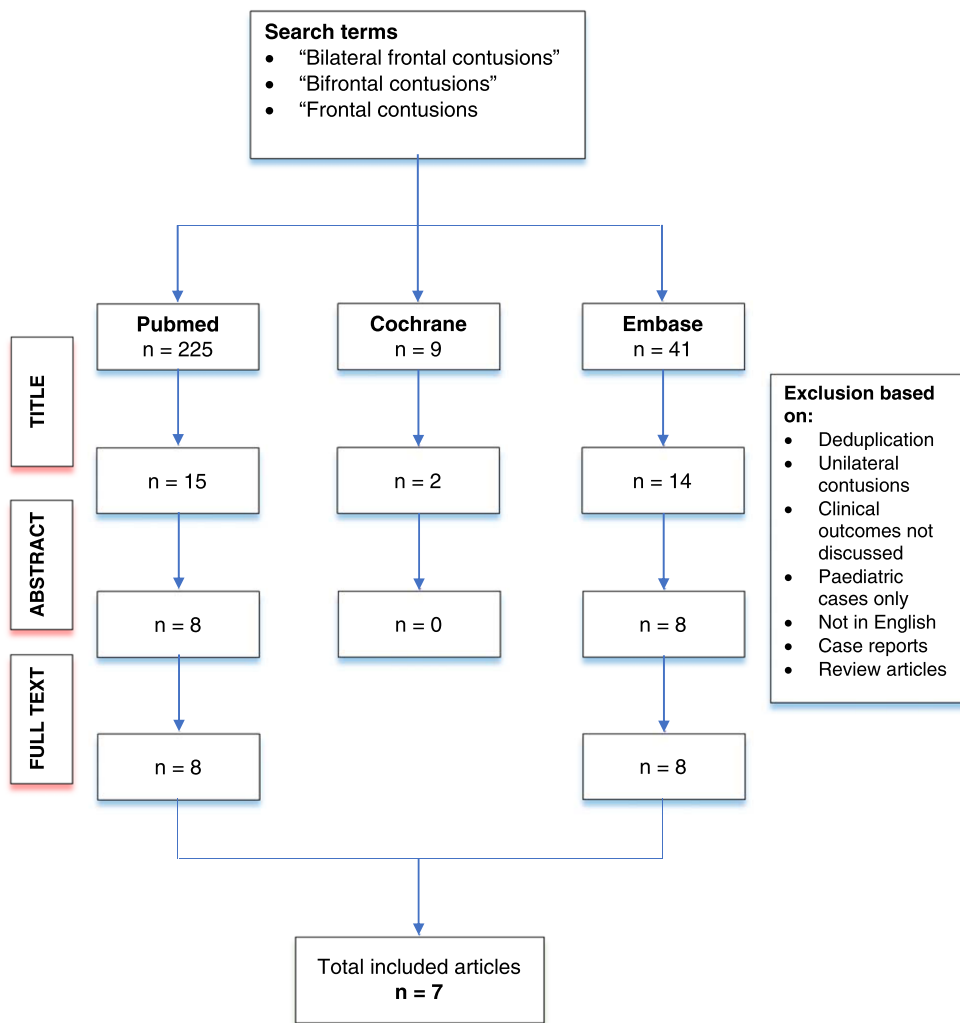 Search terms
• “Bilateral frontal contusions”
• “Bifrontal contusions”
• “Frontal contusions
Pubmed
n = 225
Cochrane
n = 9
Embase
n = 41
TITLE
n = 15
n = 2
n = 14
Exclusion based
on:
• Deduplication
• Unilateral
contusions
• Clinical
outcomes not
discussed
• Paediatric
cases only
• Not in English
• Case reports
• Review articles
ABSTRACT
n = 8
n = 0
n = 8
FULL TEXT
n = 8
n = 8
Total included articles
n = 7